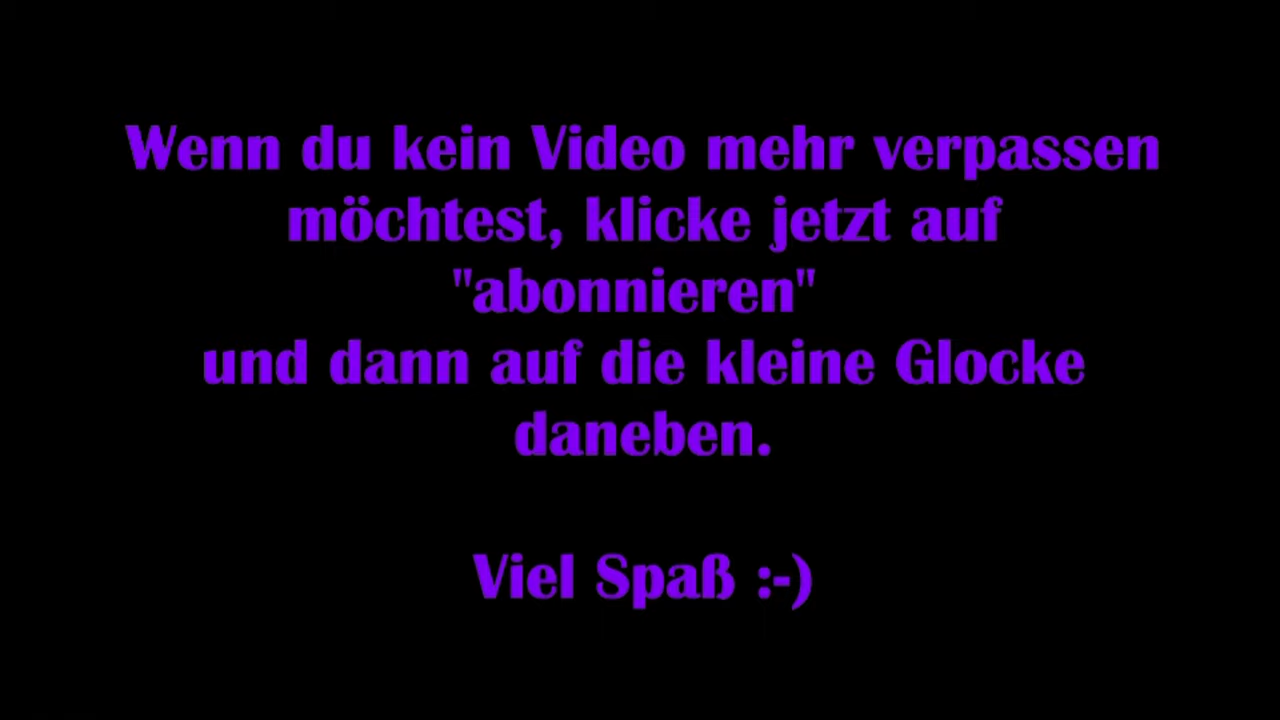 Wenn du kein Video mehr verpassen
möchtest, klicke jetzt auf
"abonnieren"
und dann auf die kleine Glocke
daneben.
Viel Spaß :-)